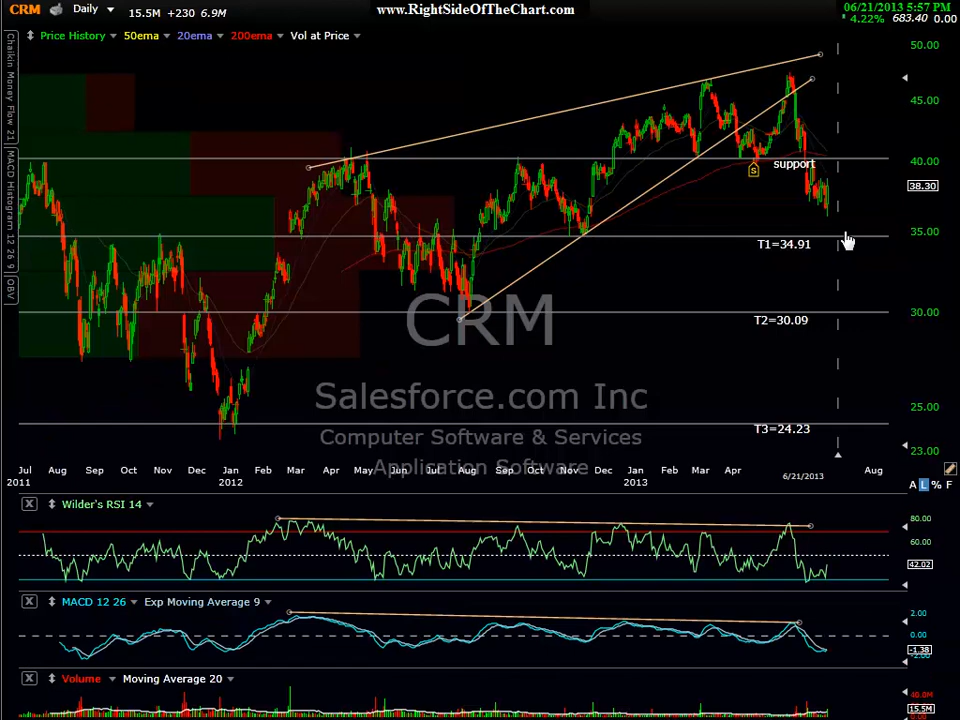 CRM Daily 15.5M +230 6.9M www.RightSideOfTheChart.com 06/21/2013 5:57 PM
4.22% 683.40 0.00
Price History 50ema 20ema 200ema Vol at Price
50.00
45.00
40.00
support
38.30
35.00
T1=34.91
T2=30.09
30.00
CRM
Salesforce.com Inc
25.00
T3=24.23
Computer Software & Services
23.00
Application Software
Chaikin Money Flow 21
MACD Histogram 12 26 9
OBV
S
Jul Aug Sep Oct Nov Dec Jan Feb Mar Apr May Jun Jul Aug Sep Oct Nov Dec Jan Feb Mar Apr 6/21/2013 Aug
2011 2012 2013
A L % F
X Wilder's RSI 14
80.00
60.00
42.02
X MACD 12 26 Exp Moving Average 9
2.00
0.00
-1.38
-2.00
X Volume Moving Average 20
40.0M
15.5M
0.00